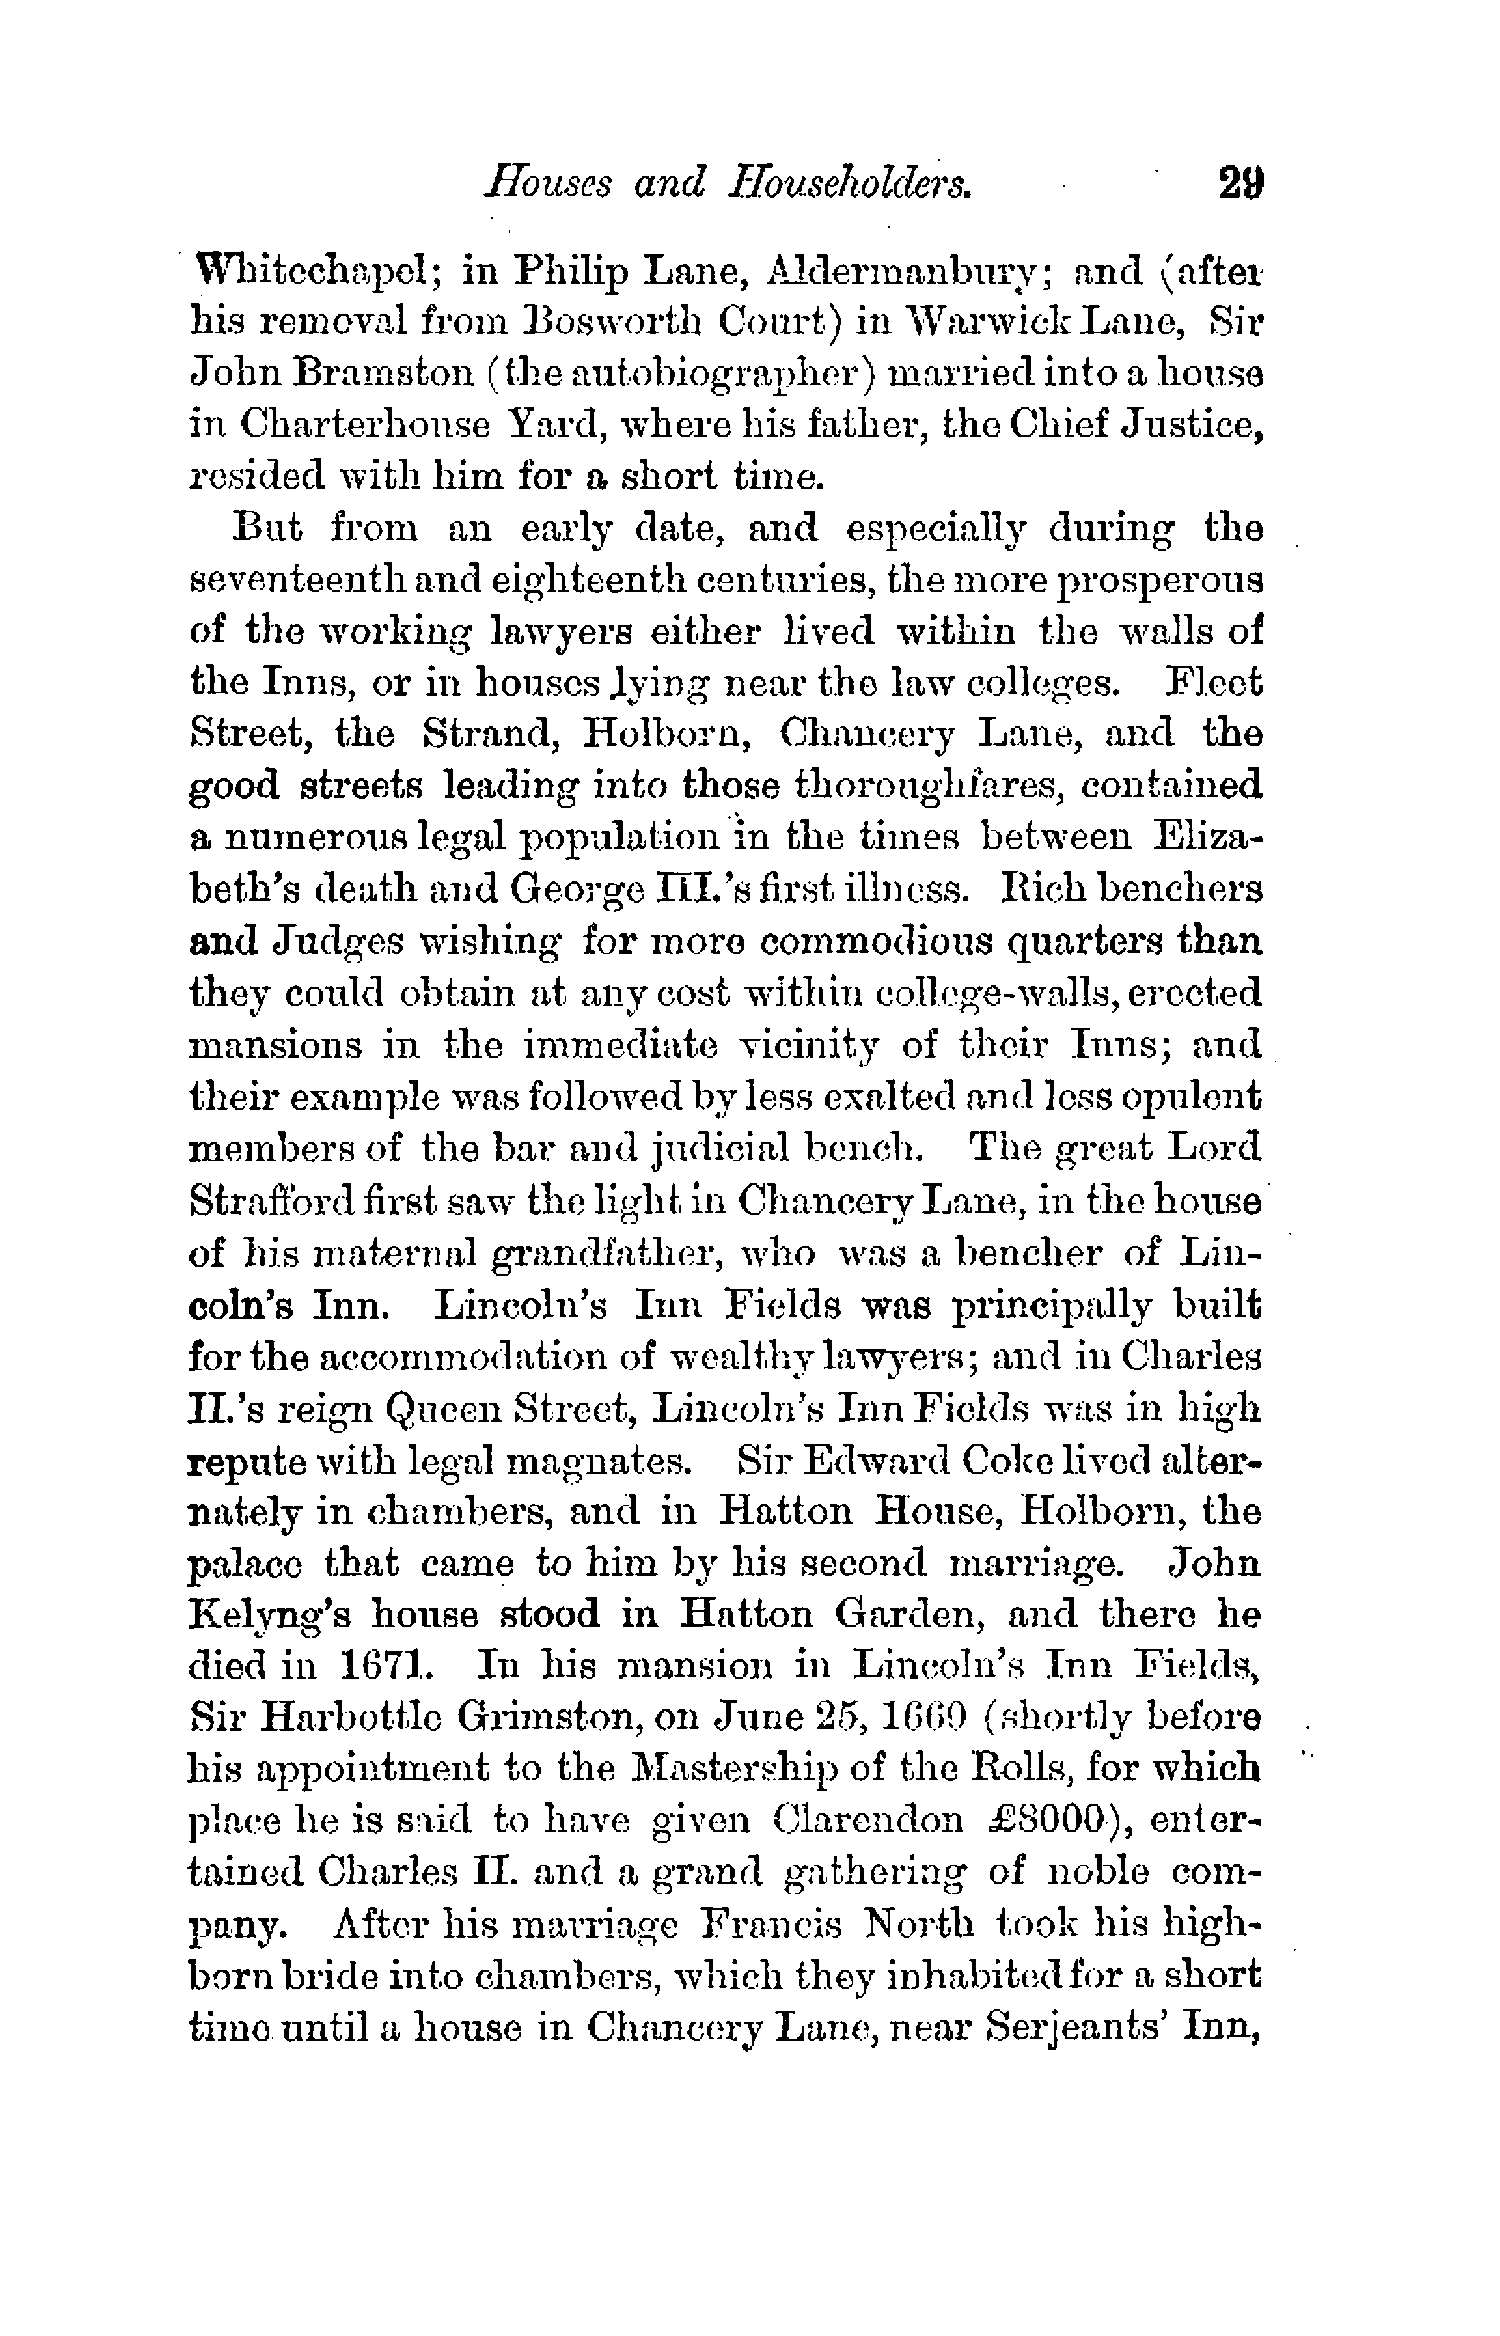 Houses and Householders. 29
Whitechapel; in Philip Lane, Aldermanbury; and (after
his removal from Bosworth Court) in Warwick Lane, Sir
John Bramston (the autobiographer) married into a house
in Charterhouse Yard, where his father, the Chief Justice,
resided with him for a short time.
But from an early date, and especially during the
seventeenth and eighteenth centuries, the more prosperous
of the working lawyers either lived within the walls of
the Inns, or in houses lying near the law colleges. Fleet
Street, the Strand, Holborn, Chancery Lane, and the
good streets leading into those thoroughfares, contained
a numerous legal population in the times between Eliza-
beth's death and George III.'s first illness. Rich benchers
and Judges wishing for more commodious quarters than
they could obtain at any cost within college-walls, erected
mansions in the immediate vicinity of their Inns; and
their example was followed by less exalted and less opulent
members of the bar and judicial bench. The great Lord
Strafford first saw the light in Chancery Lane, in the house
of his maternal grandfather, who was a bencher of Lin-
coln's Inn. Lincoln's Inn Fields was principally built
for the accommodation of wealthy lawyers; and in Charles
II.'s reign Queen Street, Lincoln's Inn Fields was in high
repute with legal magnates. Sir Edward Coke lived alter-
nately in chambers, and in Hatton House, Holborn, the
palace that came to him by his second marriage. John
Kelyng's house stood in Hatton Garden, and there he
died in 1671. In his mansion in Lincoln's Inn Fields,
Sir Harbottle Grimston, on June 25, 1660 (shortly before
his appointment to the Mastership of the Rolls, for which
place he is said to have given Clarendon £8000), enter-
tained Charles II. and a grand gathering of noble com-
pany. After his marriage Francis North took his high-
born bride into chambers, which they inhabited for a short
time until a house in Chancery Lane, near Serjeants' Inn,